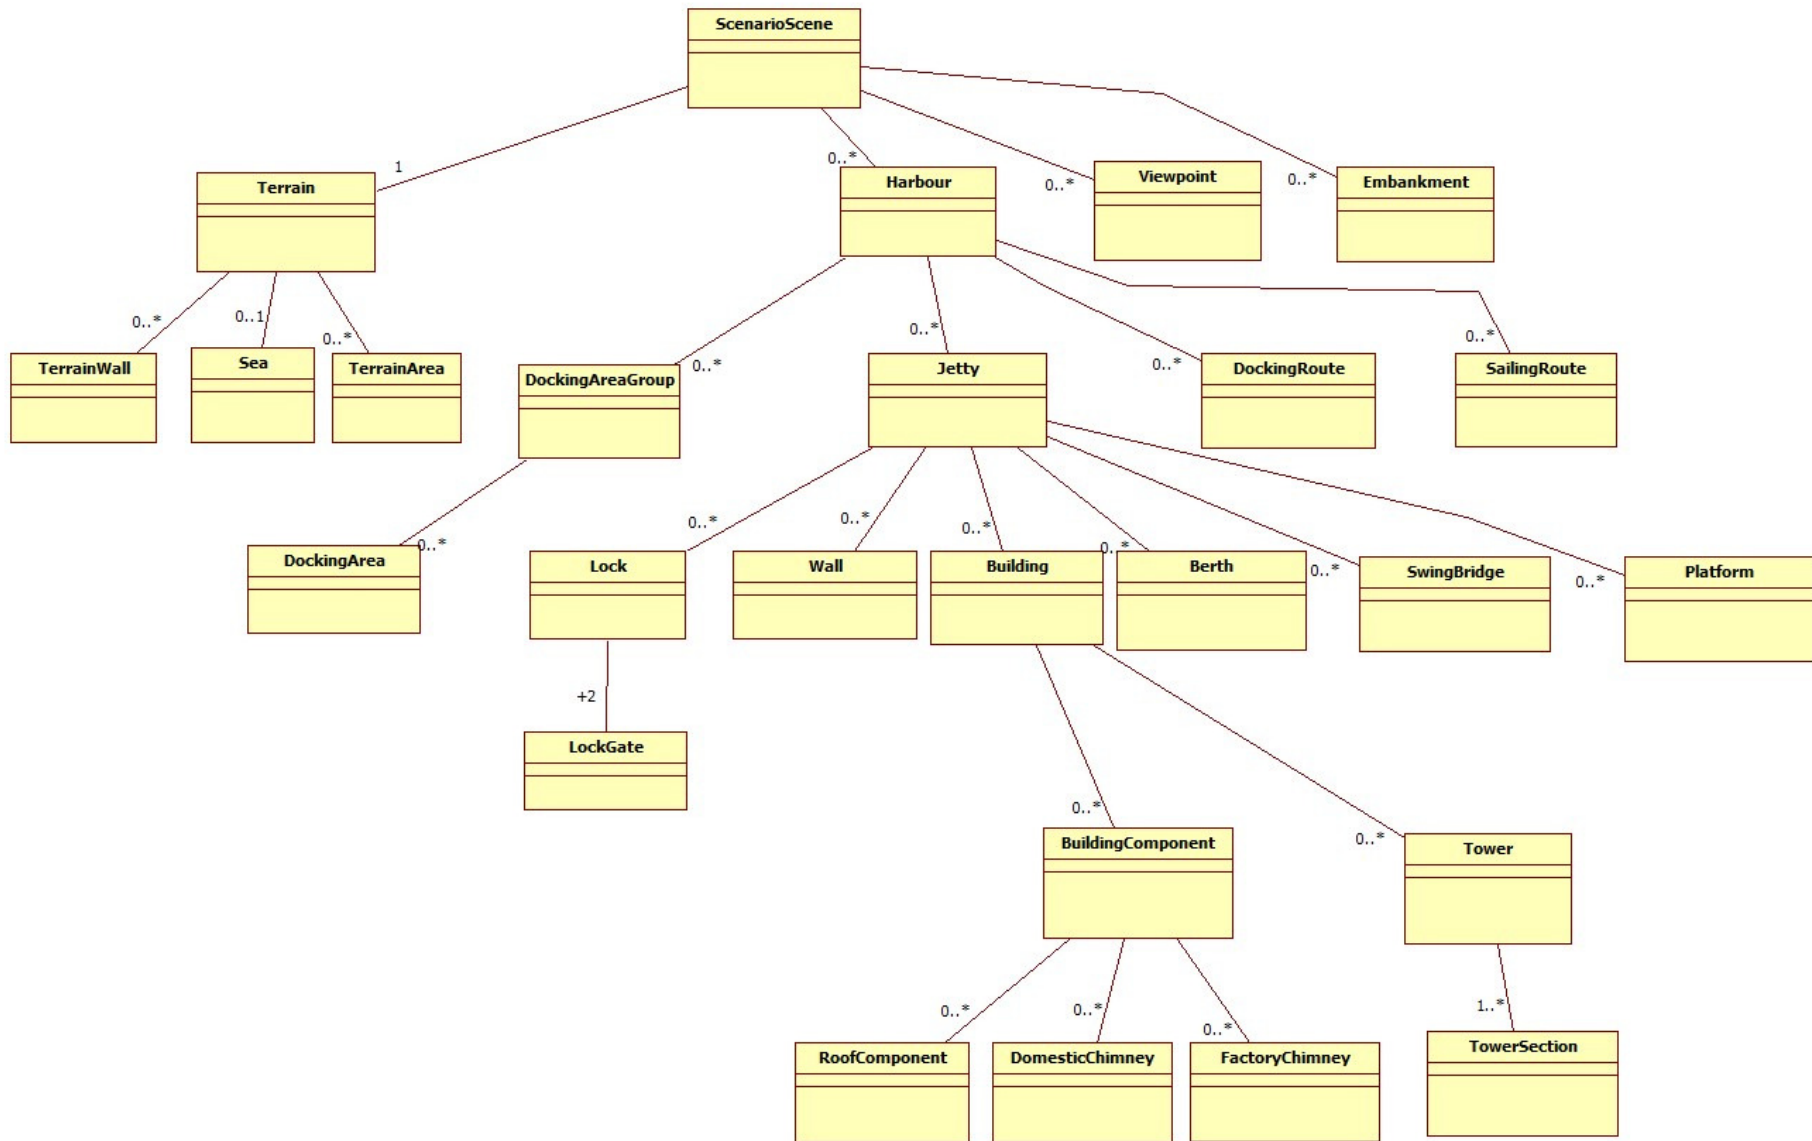 ScenarioScene
1
0..*
0..*
0..*
Terrain
Harbour
Viewpoint
Embankment
0..*
0..1
0..*
0..*
0..*
0..*
0..*
TerrainWall
Sea
TerrainArea
DockingAreaGroup
Jetty
DockingRoute
SailingRoute
0..*
0..*
0..*
0..*
0..*
0..*
0..*
DockingArea
Lock
Wall
Building
Berth
SwingBridge
Platform
+2
LockGate
0..*
0..*
BuildingComponent
Tower
0..*
0..*
0..*
1..*
RoofComponent
DomesticChimney
FactoryChimney
TowerSection